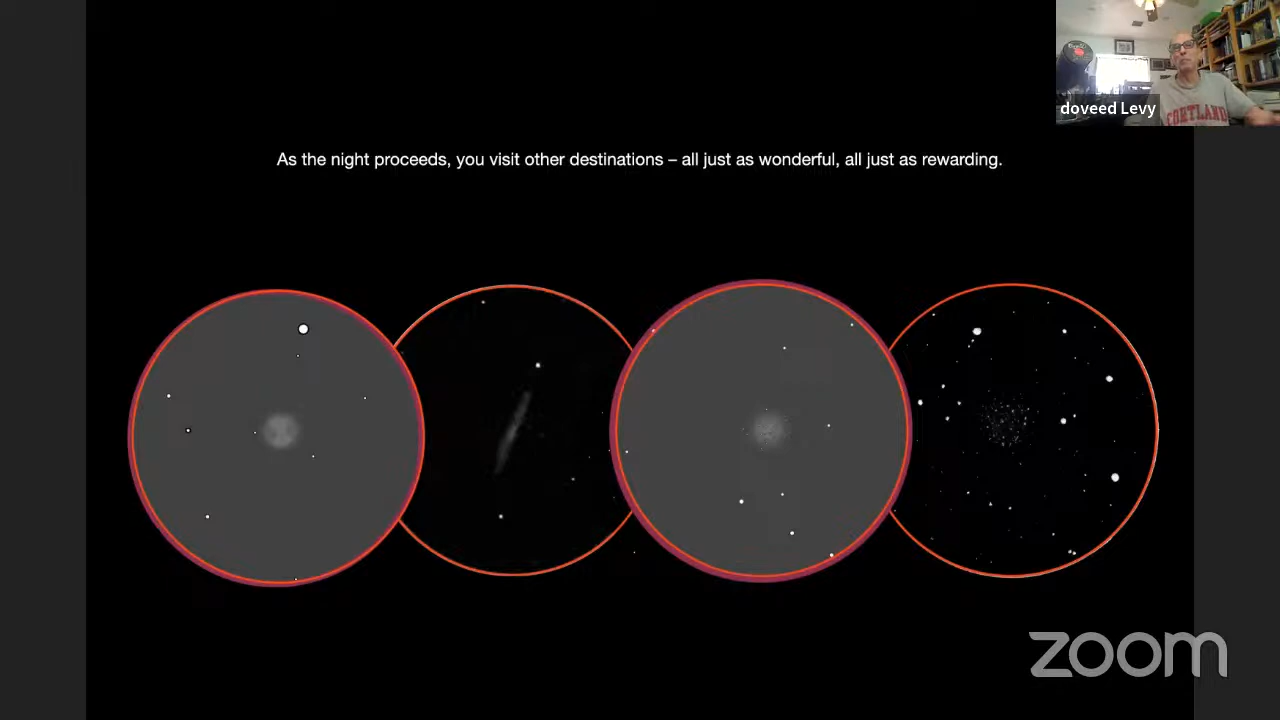 doveed Levy
CORTLAND
As the night proceeds, you visit other destinations – all just as wonderful, all just as rewarding.
zoom